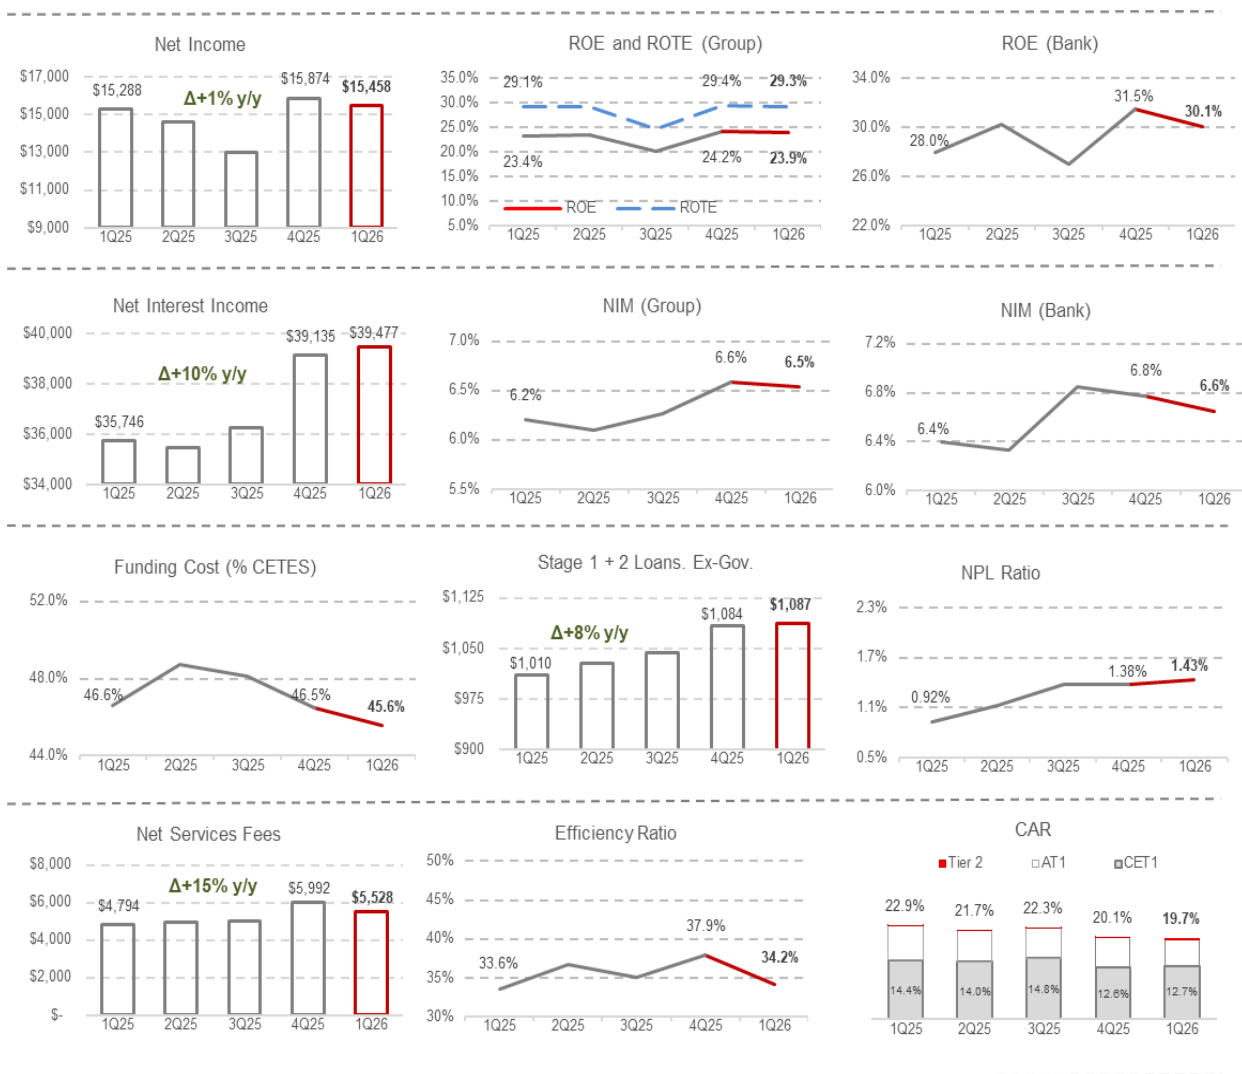 Net Income
$17,000
$15,000
$13,000
$11,000
$9,000
$15,288
Δ+1% y/y
$15,874
$15,458
1Q25 2Q25 3Q25 4Q25 1Q26
ROE and ROTE (Group)
35.0%
30.0%
25.0%
20.0%
15.0%
10.0%
5.0%
29.1%
29.4%
29.3%
23.4%
24.2%
23.9%
ROE
ROTE
1Q25 2Q25 3Q25 4Q25 1Q26
ROE (Bank)
34.0%
30.0%
26.0%
22.0%
28.0%
31.5%
30.1%
1Q25 2Q25 3Q25 4Q25 1Q26
Net Interest Income
$40,000
$38,000
$36,000
$34,000
$35,746
Δ+10% y/y
$39,135
$39,477
1Q25 2Q25 3Q25 4Q25 1Q26
NIM (Group)
7.0%
6.5%
6.0%
5.5%
6.2%
6.6%
6.5%
1Q25 2Q25 3Q25 4Q25 1Q26
NIM (Bank)
7.2%
6.8%
6.4%
6.0%
6.4%
6.8%
6.6%
1Q25 2Q25 3Q25 4Q25 1Q26
Funding Cost (% CETES)
52.0%
48.0%
44.0%
46.6%
46.5%
45.6%
1Q25 2Q25 3Q25 4Q25 1Q26
Stage 1 + 2 Loans. Ex-Gov.
$1,125
$1,050
$975
$900
$1,010
Δ+8% y/y
$1,084
$1,087
1Q25 2Q25 3Q25 4Q25 1Q26
NPL Ratio
2.3%
1.7%
1.1%
0.5%
0.92%
1.38%
1.43%
1Q25 2Q25 3Q25 4Q25 1Q26
Net Services Fees
$8,000
$6,000
$4,000
$2,000
$-
$4,794
Δ+15% y/y
$5,992
$5,528
1Q25 2Q25 3Q25 4Q25 1Q26
Efficiency Ratio
50%
45%
40%
35%
30%
33.6%
37.9%
34.2%
1Q25 2Q25 3Q25 4Q25 1Q26
CAR
Tier 2 AT1 CET1
22.9% 21.7% 22.3% 20.1% 19.7%
14.4% 14.0% 14.8% 12.6% 12.7%
1Q25 2Q25 3Q25 4Q25 1Q26